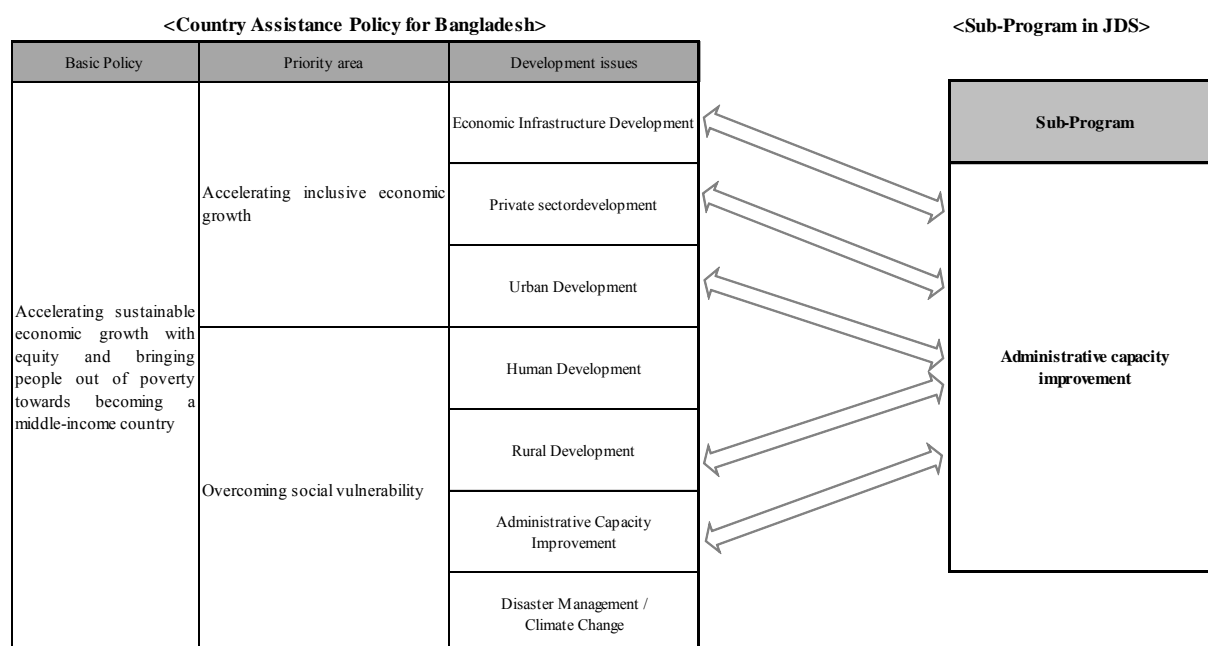 <Country Assistance Policy for Bangladesh>
<Sub-Program in JDS>
Basic Policy
Priority area
Development issues
Accelerating sustainable
economic growth with
equity and bringing
people out of poverty
towards becoming a
middle-income country
Accelerating inclusive economic
growth
Economic Infrastructure Development
Private sectordevelopment
Urban Development
Overcoming social vulnerability
Human Development
Rural Development
Administrative Capacity
Improvement
Disaster Management /
Climate Change
Sub-Program
Administrative capacity
improvement